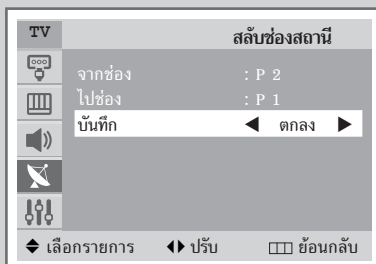 TV สลับช่องสถานี
จากช่อง : P 2
ไปช่อง : P 1
บันทึก ◀ ตกลง ▶
เลือกรายการ ปรับ ย้อนกลับ